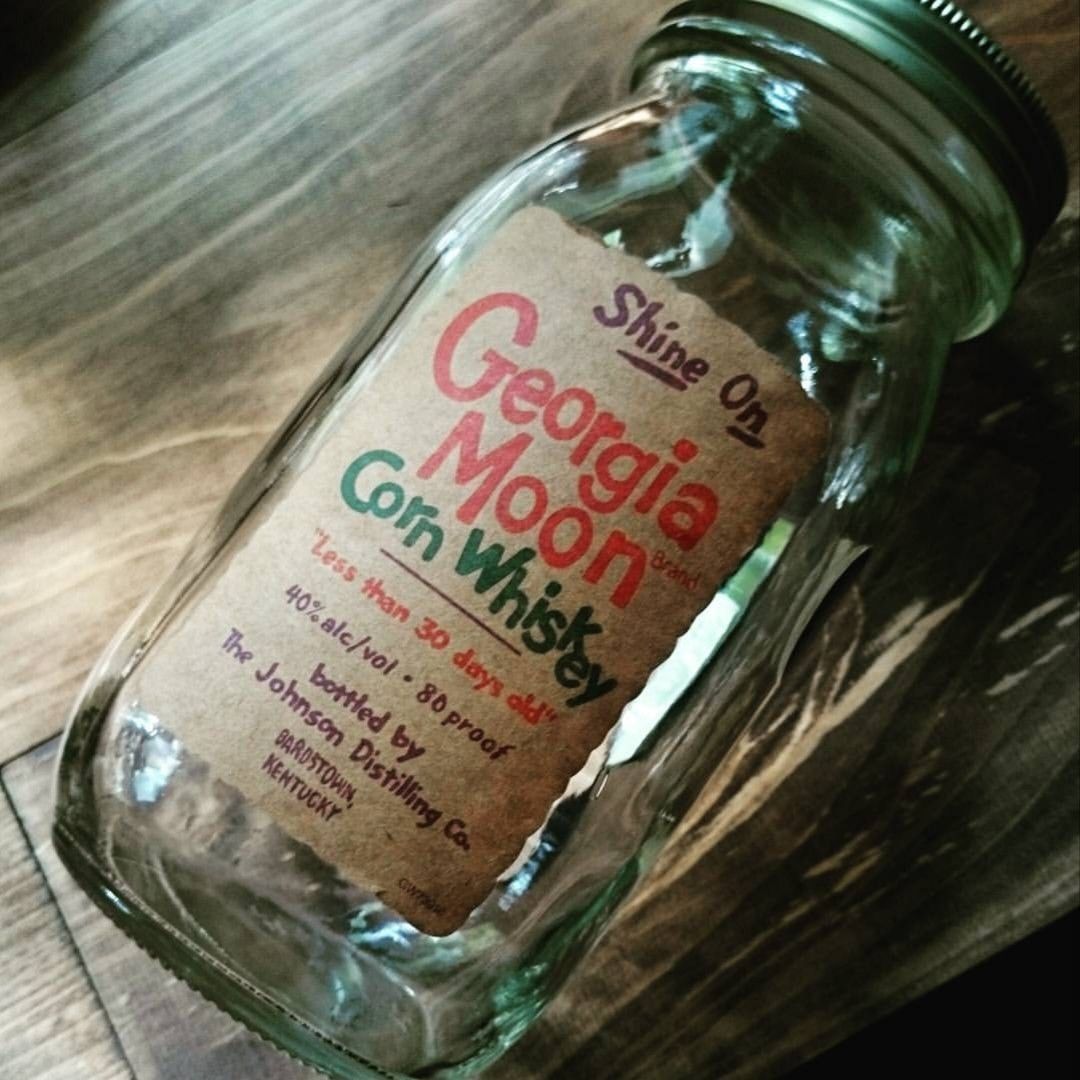 Shine On
Georgia
Moon
Brand
Corn Whiskey
"Less than 30 days old"
40% alc/vol • 80 proof
bottled by
The Johnson Distilling Co.
BARDSTOWN,
KENTUCKY